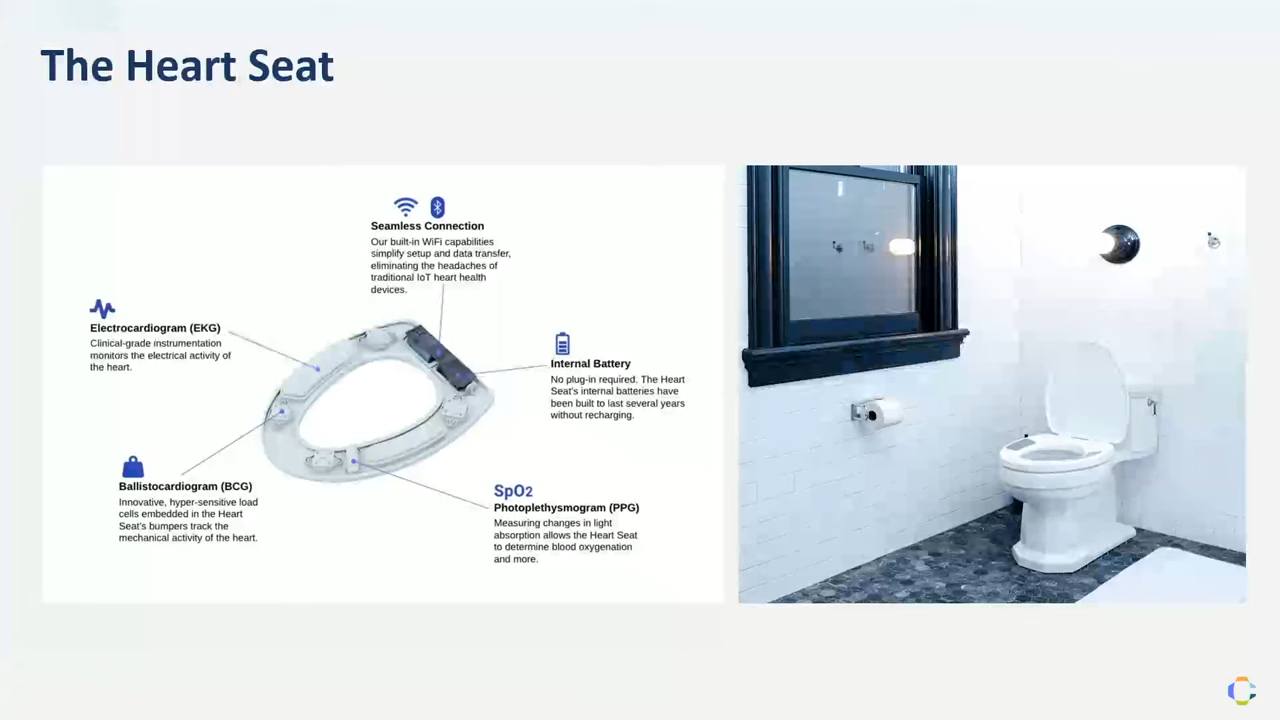 The Heart Seat
Seamless Connection
Our built-in WiFi capabilities
simplify setup and data transfer,
eliminating the headaches of
traditional IoT heart health
devices.
Electrocardiogram (EKG)
Clinical-grade instrumentation
monitors the electrical activity of
the heart.
Internal Battery
No plug-in required. The Heart
Seat's internal batteries have
been built to last several years
without recharging.
Ballistocardiogram (BCG)
Innovative, hyper-sensitive load
cells embedded in the Heart
Seat's bumpers track the
mechanical activity of the heart.
SpO2
Photoplethysmogram (PPG)
Measuring changes in light
absorption allows the Heart Seat
to determine blood oxygenation
and more.